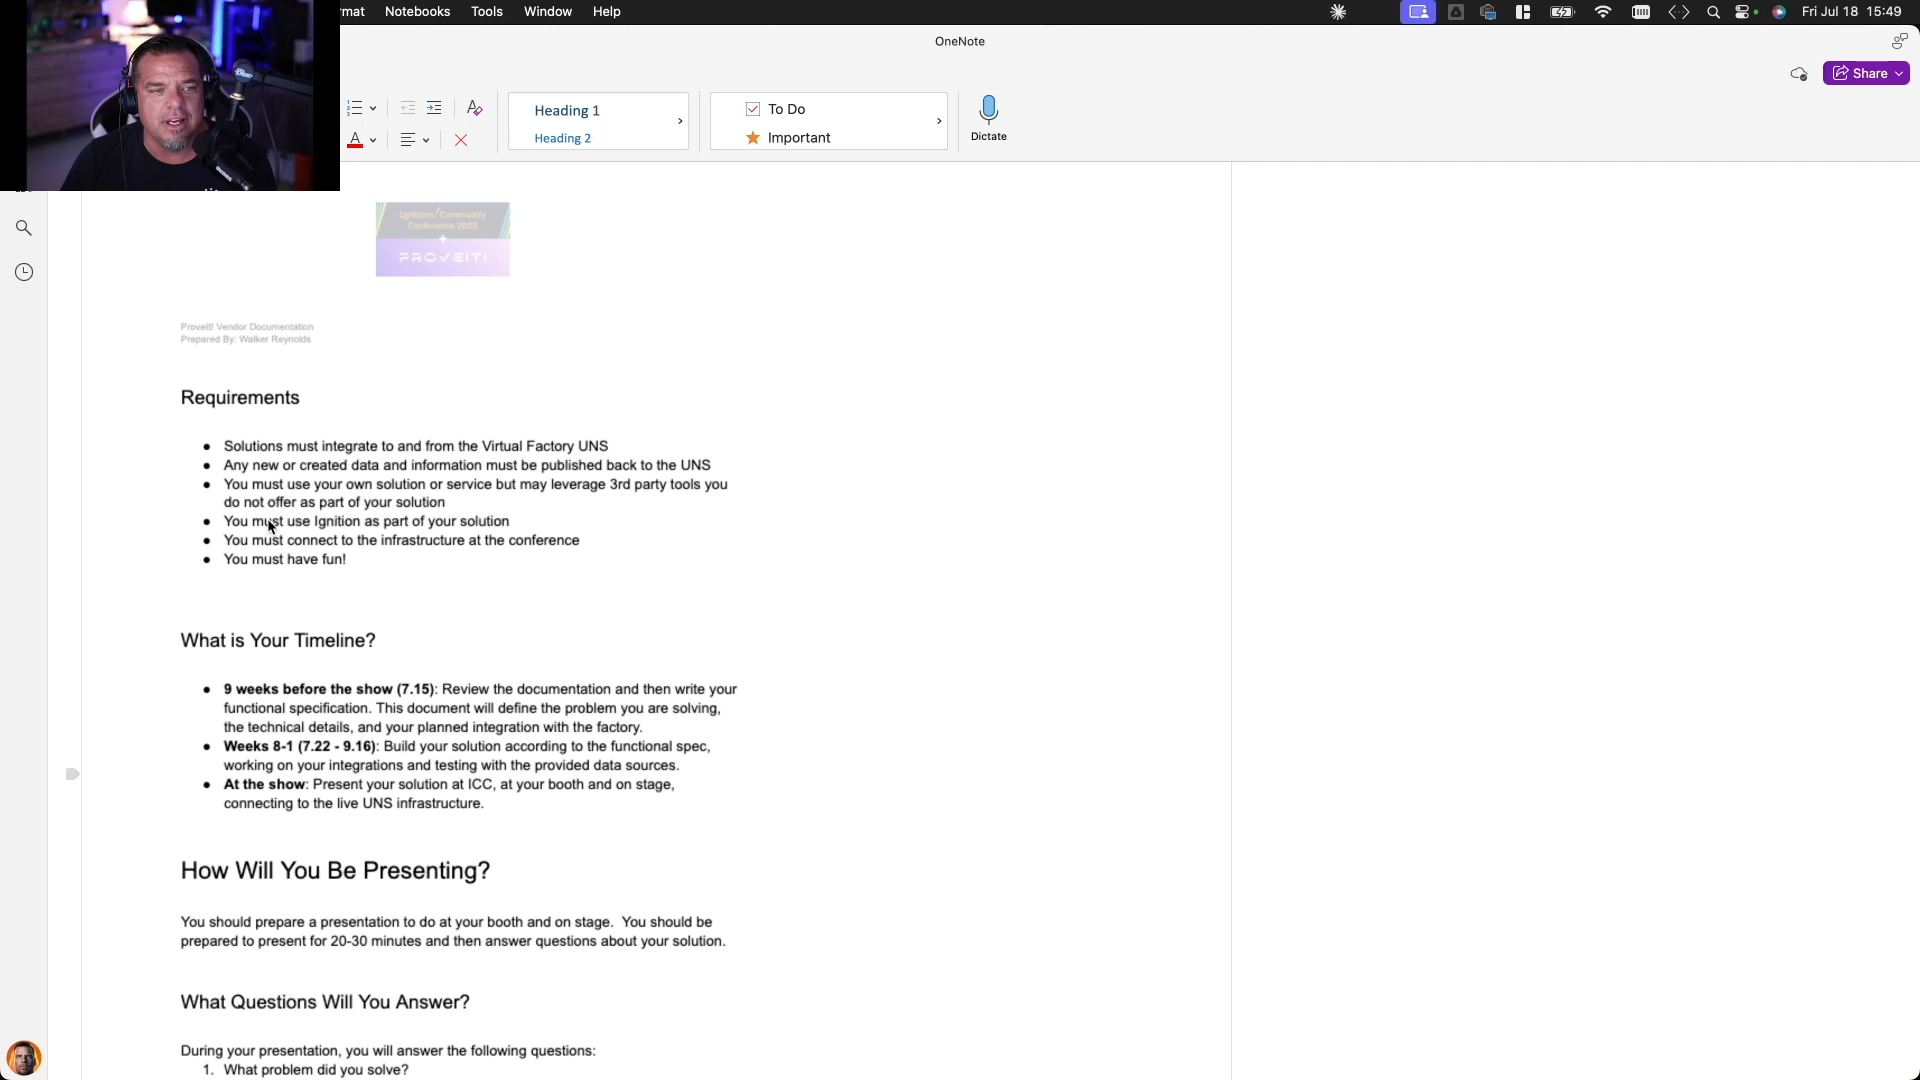 rmat Notebooks Tools Window Help Fri Jul 18 15:49
OneNote
Share
Heading 1
Heading 2
To Do
Important
Dictate
Ignition Community
Conference 2025
+
PROVEIT!
ProveIt! Vendor Documentation
Prepared By: Walker Reynolds
Requirements
● Solutions must integrate to and from the Virtual Factory UNS
● Any new or created data and information must be published back to the UNS
● You must use your own solution or service but may leverage 3rd party tools you
do not offer as part of your solution
● You must use Ignition as part of your solution
● You must connect to the infrastructure at the conference
● You must have fun!
What is Your Timeline?
● 9 weeks before the show (7.15): Review the documentation and then write your
functional specification. This document will define the problem you are solving,
the technical details, and your planned integration with the factory.
● Weeks 8-1 (7.22 - 9.16): Build your solution according to the functional spec,
working on your integrations and testing with the provided data sources.
● At the show: Present your solution at ICC, at your booth and on stage,
connecting to the live UNS infrastructure.
How Will You Be Presenting?
You should prepare a presentation to do at your booth and on stage. You should be
prepared to present for 20-30 minutes and then answer questions about your solution.
What Questions Will You Answer?
During your presentation, you will answer the following questions:
1. What problem did you solve?